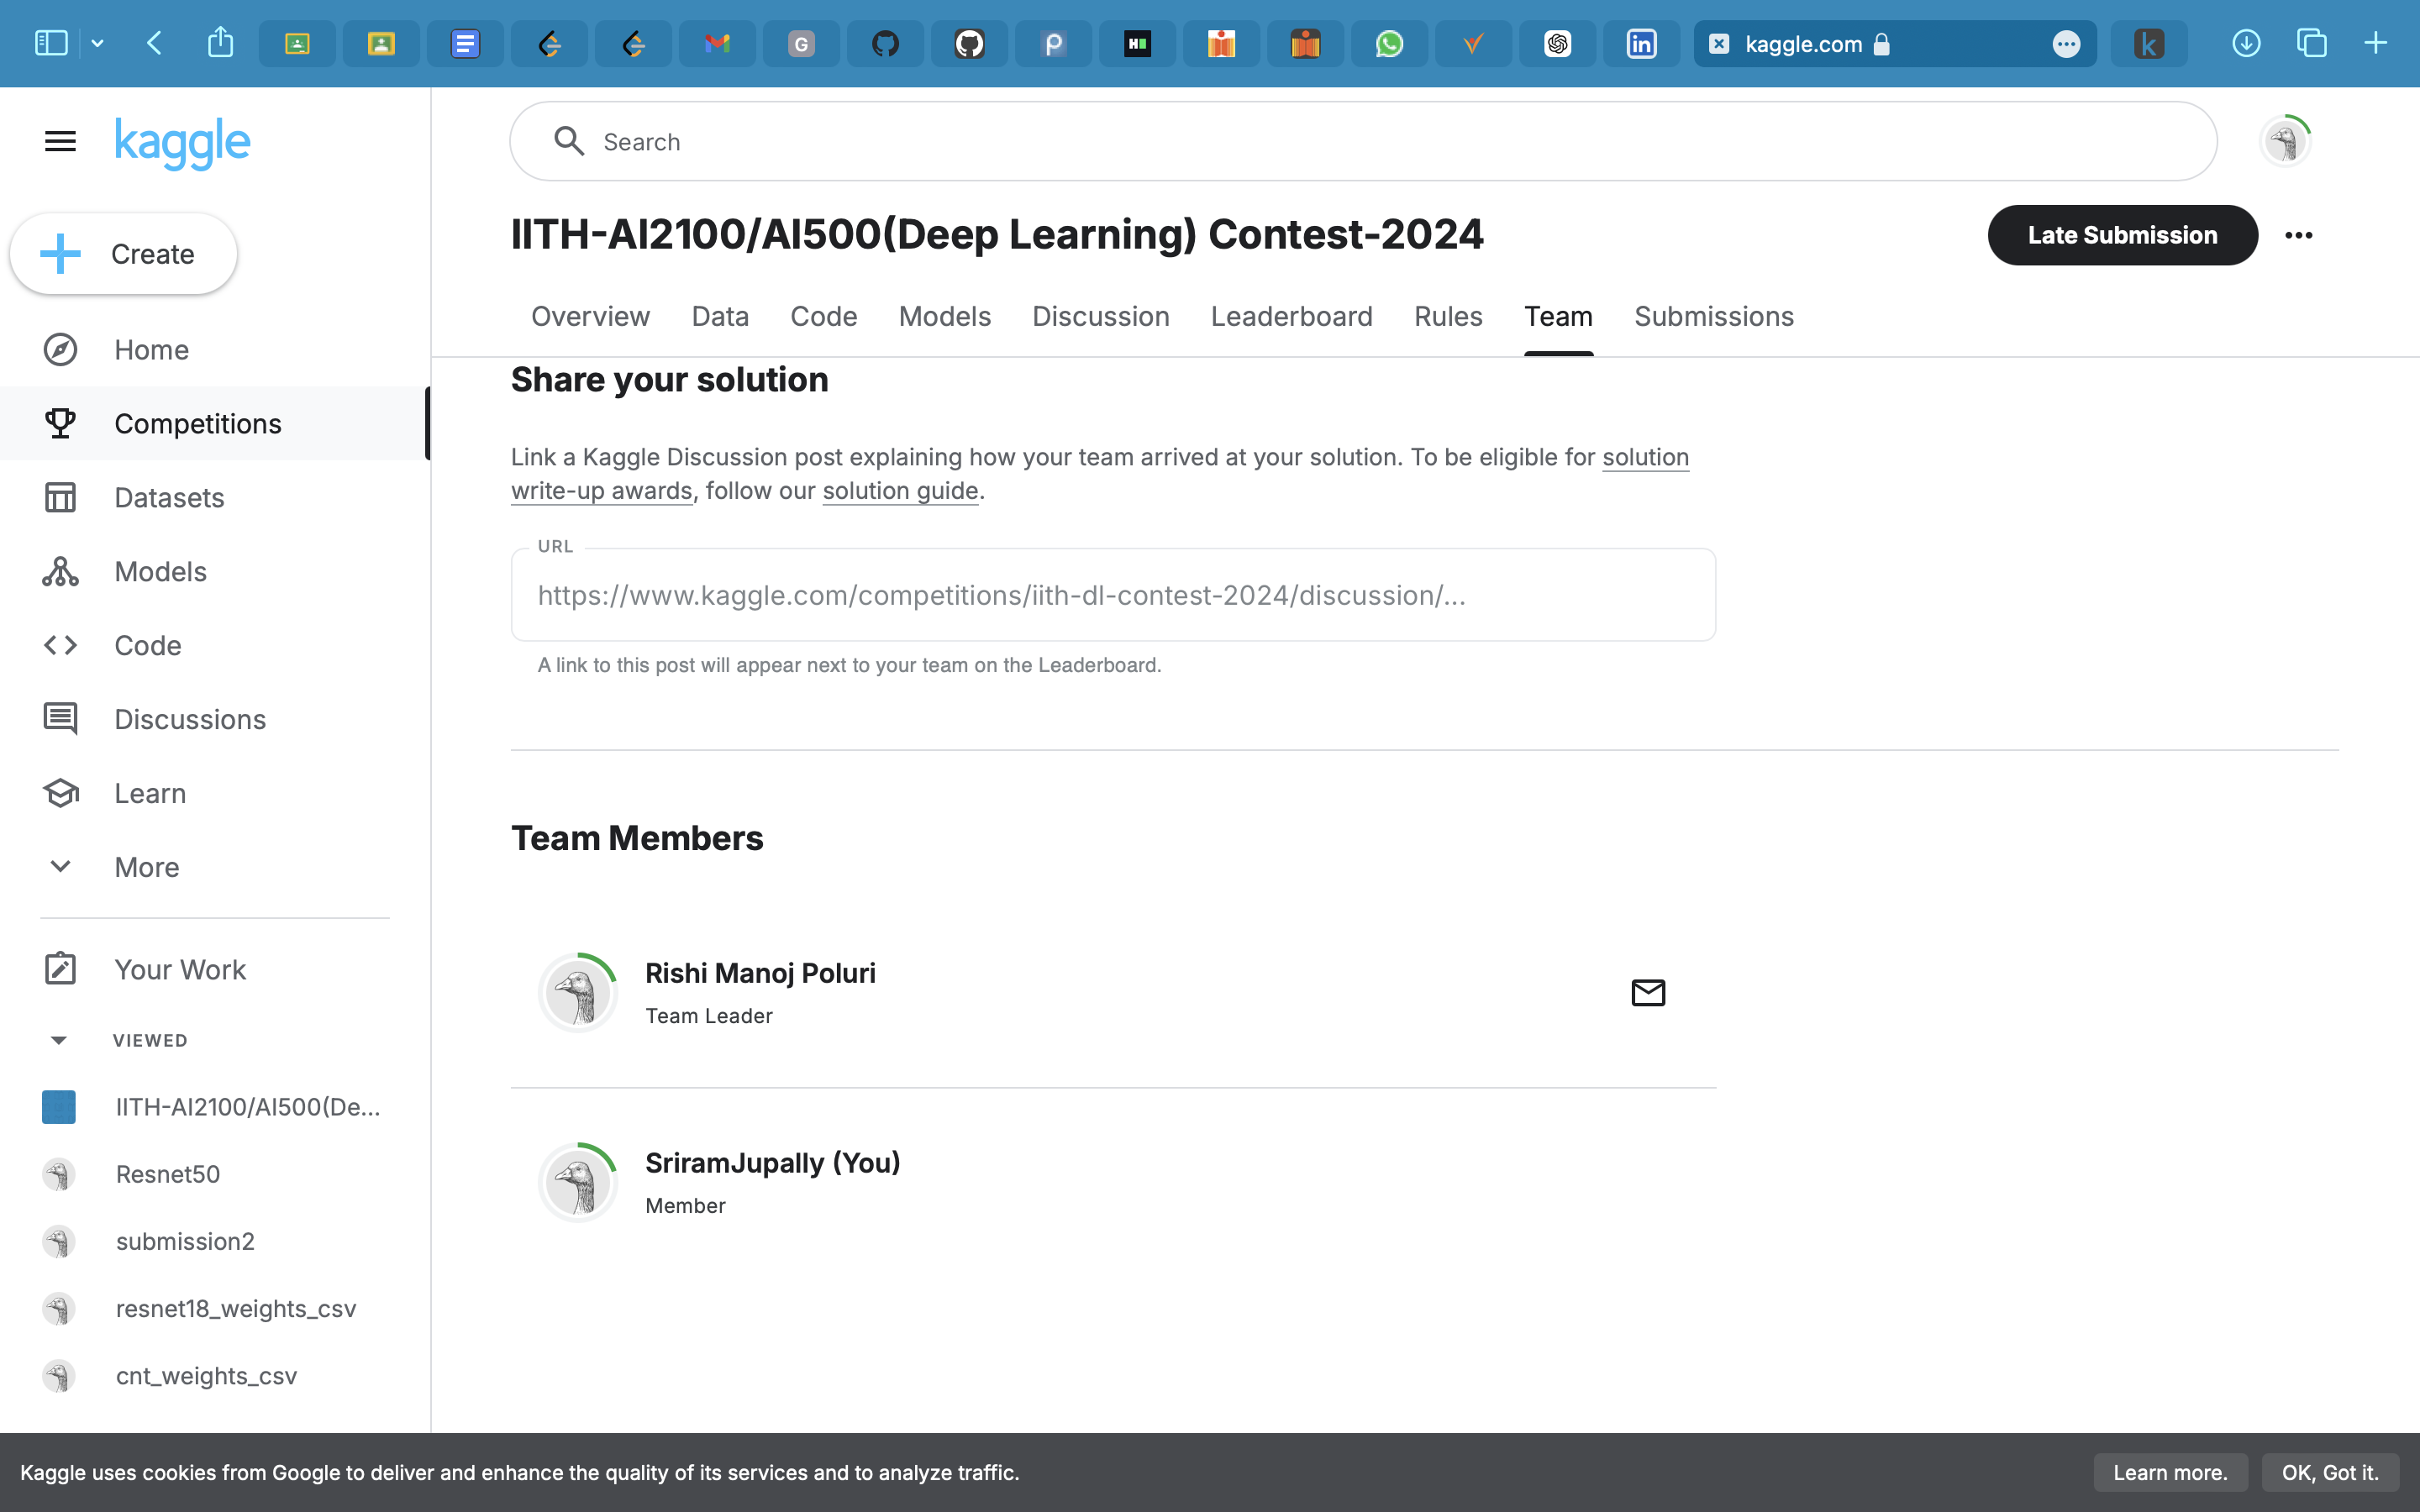 kaggle.com
kaggle
Search
Create
Home
Competitions
Datasets
Models
Code
Discussions
Learn
More
Your Work
VIEWED
IITH-AI2100/AI500(De...
Resnet50
submission2
resnet18_weights_csv
cnt_weights_csv
IITH-AI2100/AI500(Deep Learning) Contest-2024
Late Submission
Overview Data Code Models Discussion Leaderboard Rules Team Submissions
Share your solution
Link a Kaggle Discussion post explaining how your team arrived at your solution. To be eligible for solution
write-up awards, follow our solution guide.
URL
https://www.kaggle.com/competitions/iith-dl-contest-2024/discussion/...
A link to this post will appear next to your team on the Leaderboard.
Team Members
Rishi Manoj Poluri
Team Leader
SriramJupally (You)
Member
Kaggle uses cookies from Google to deliver and enhance the quality of its services and to analyze traffic.
Learn more.
OK, Got it.